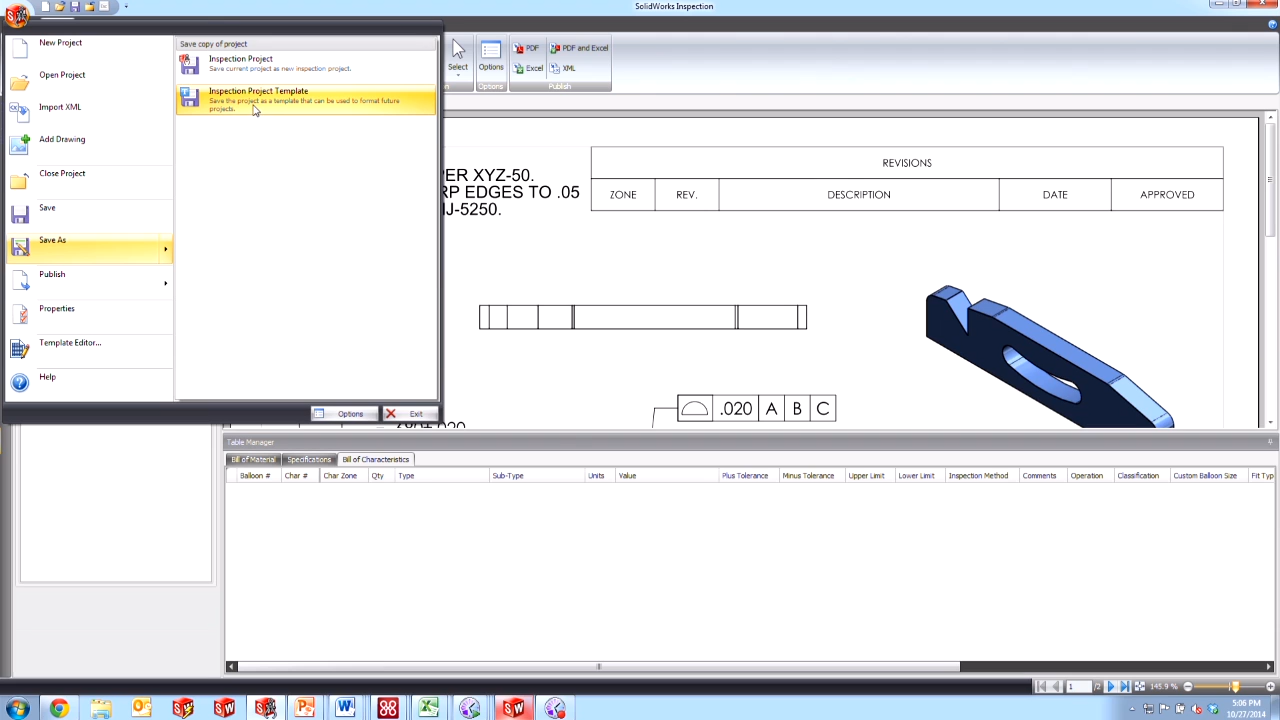 SolidWorks Inspection
New Project
Open Project
Import XML
Add Drawing
Close Project
Save
Save As
Publish
Properties
Template Editor...
Help
Save copy of project
Inspection Project
Save current project as new inspection project.
Inspection Project Template
Save the project as a template that can be used to format future
projects.
Options
Exit
Select
Options
Options
PDF
PDF and Excel
Excel
XML
Publish
PER XYZ-50.
RP EDGES TO .05
IJ-5250.
REVISIONS
ZONE REV. DESCRIPTION DATE APPROVED
.020 A B C
Table Manager
Bill of Material Specifications Bill of Characteristics
Balloon # Char # Char Zone Qty Type Sub-Type Units Value Plus Tolerance Minus Tolerance Upper Limit Lower Limit Inspection Method Comments Operation Classification Custom Balloon Size Fit Typ
1 /2 145.9 %
5:06 PM
10/27/2014